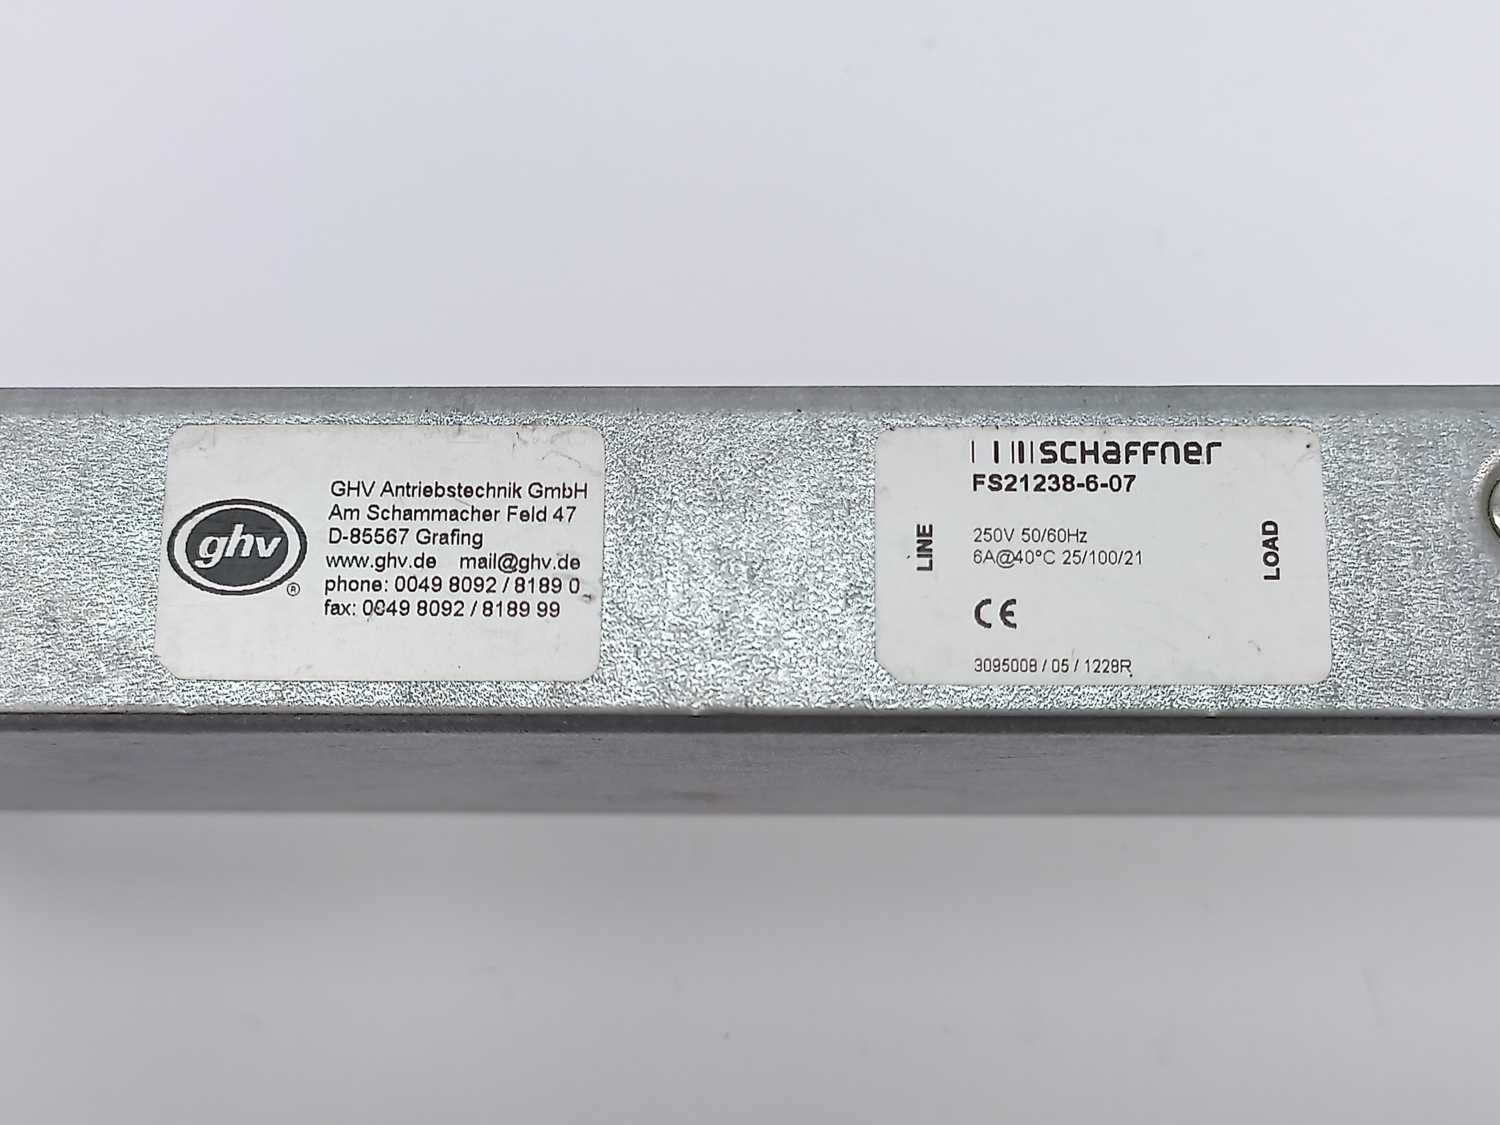 ghv
®
GHV Antriebstechnik GmbH
Am Schammacher Feld 47
D-85567 Grafing
www.ghv.de mail@ghv.de
phone: 0049 8092 / 8189 0
fax: 0049 8092 / 8189 99
SCHAFFNER
FS21238-6-07
LINE
250V 50/60Hz
6A@40°C 25/100/21
CE
LOAD
3095008 / 05 / 1228R